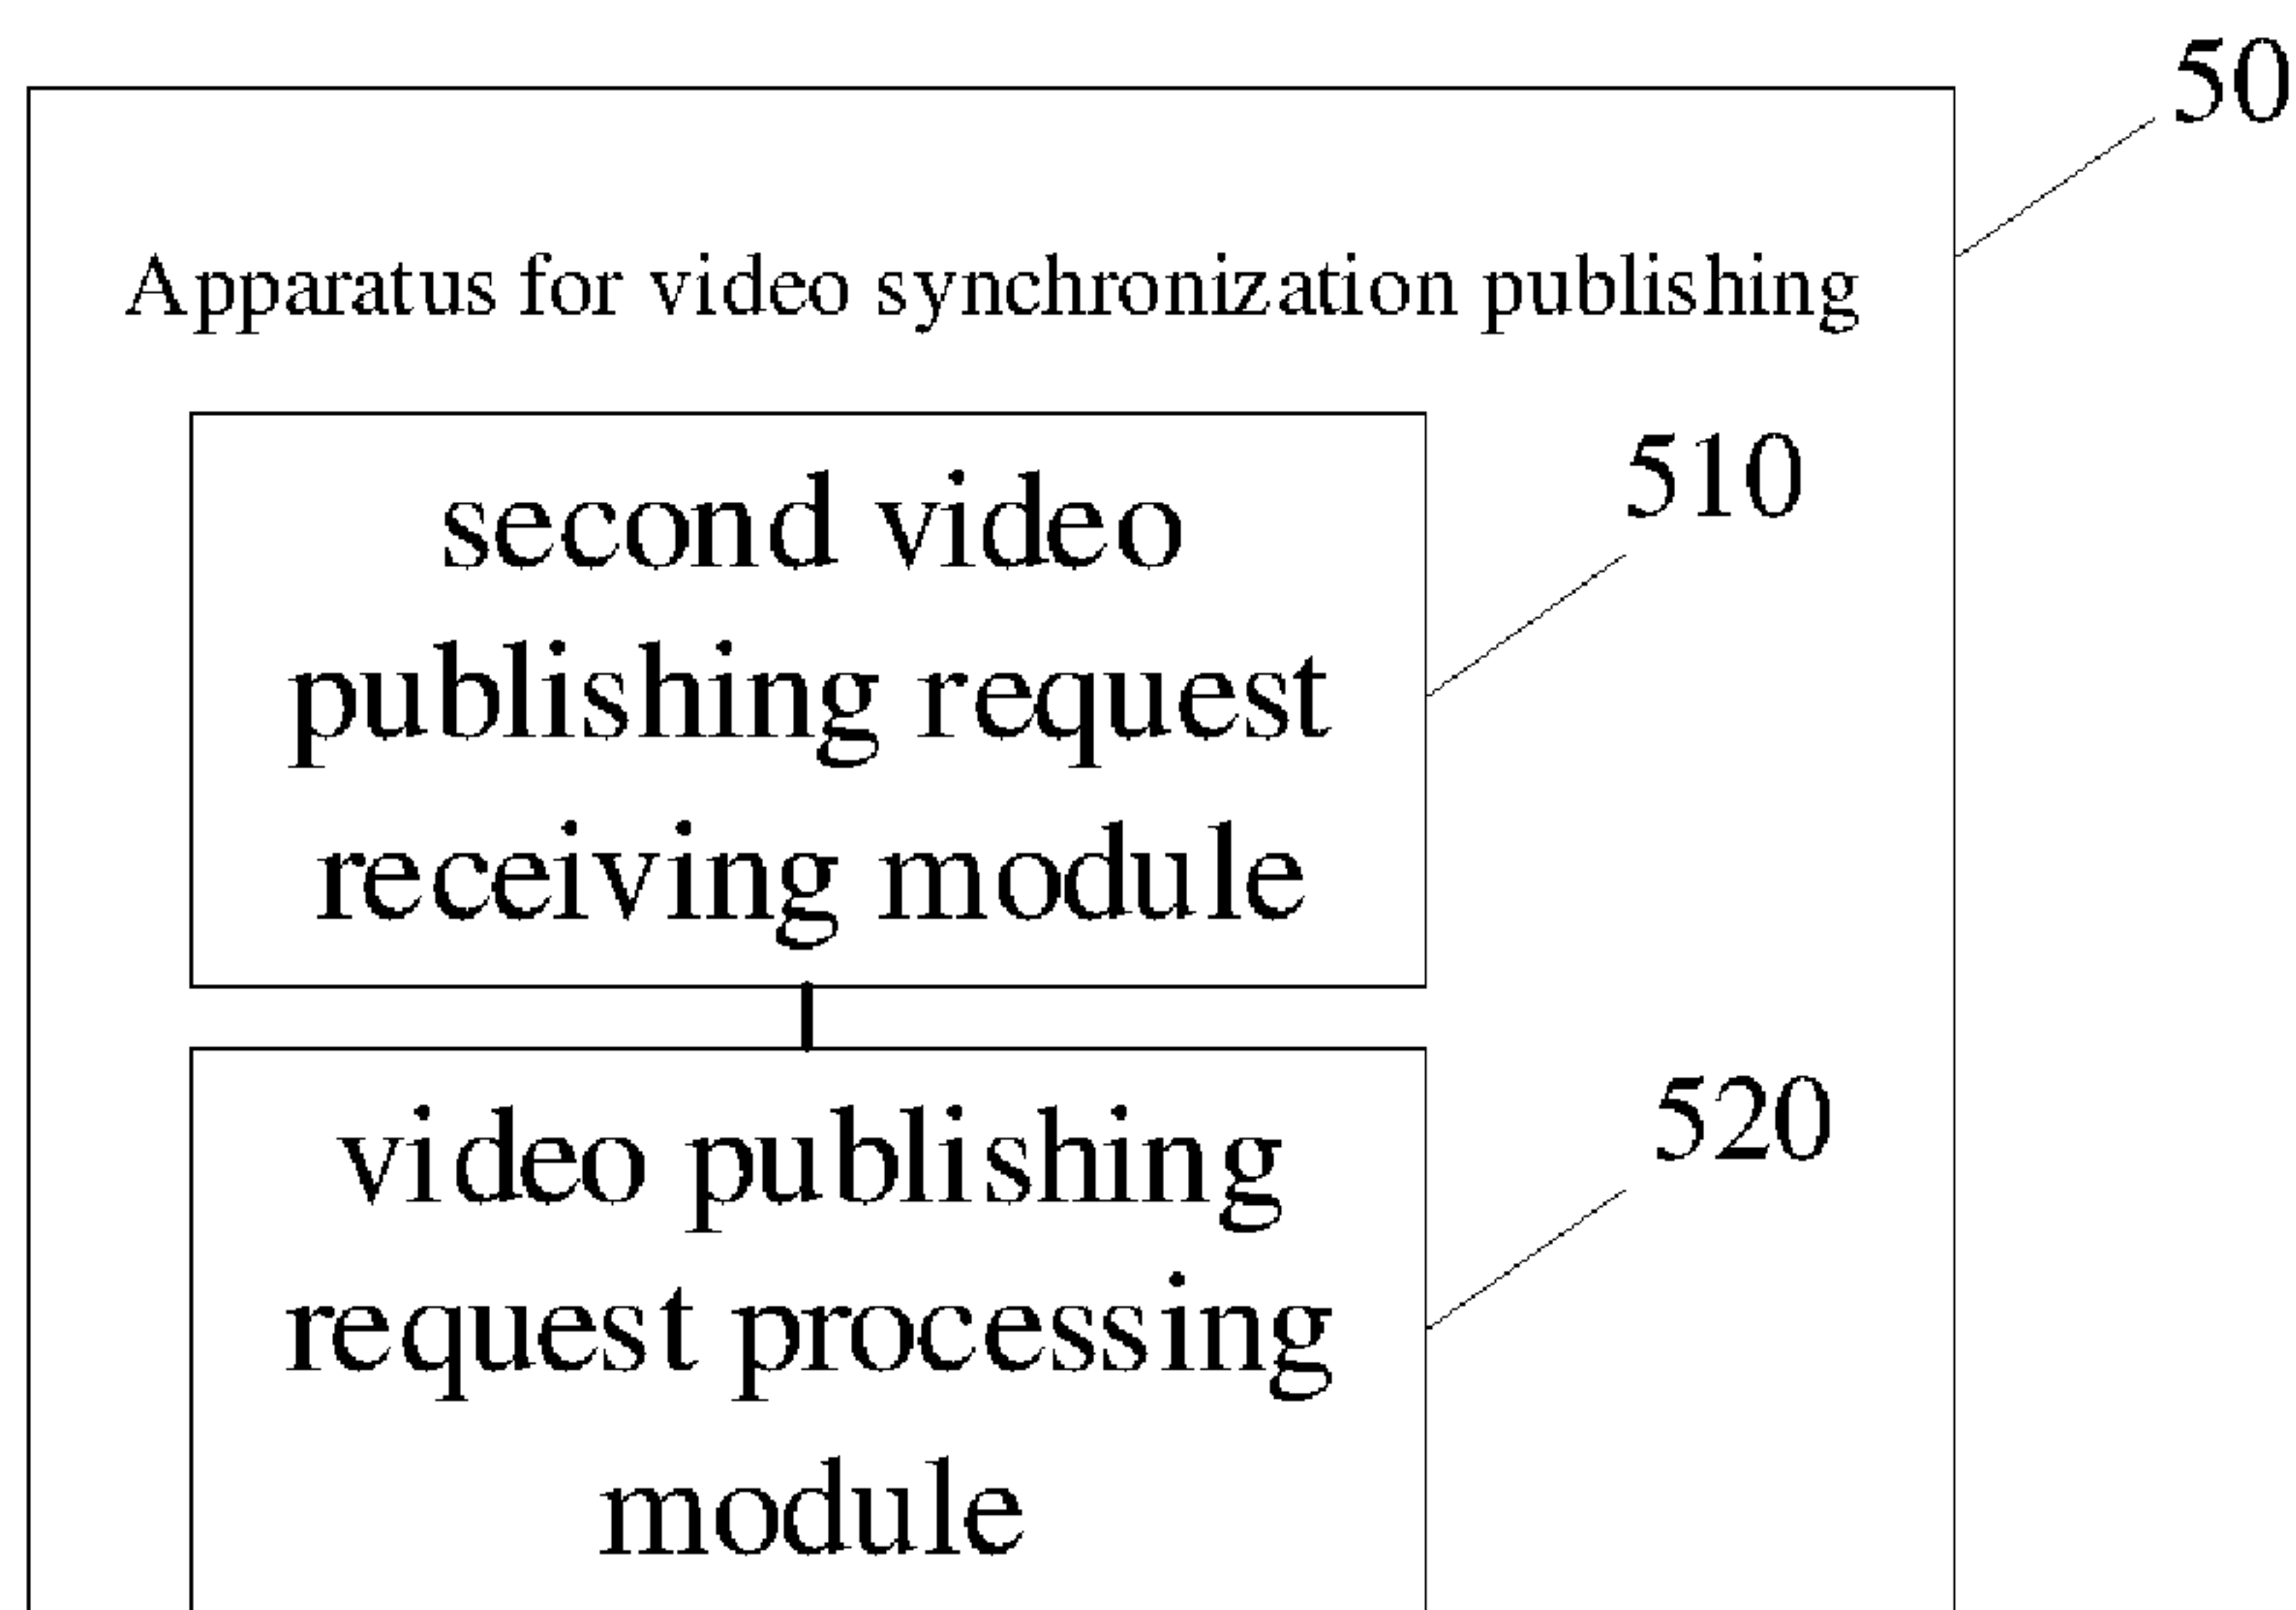 50
Apparatus for video synchronization publishing
510
second video
publishing request
receiving module
520
video publishing
request processing
module